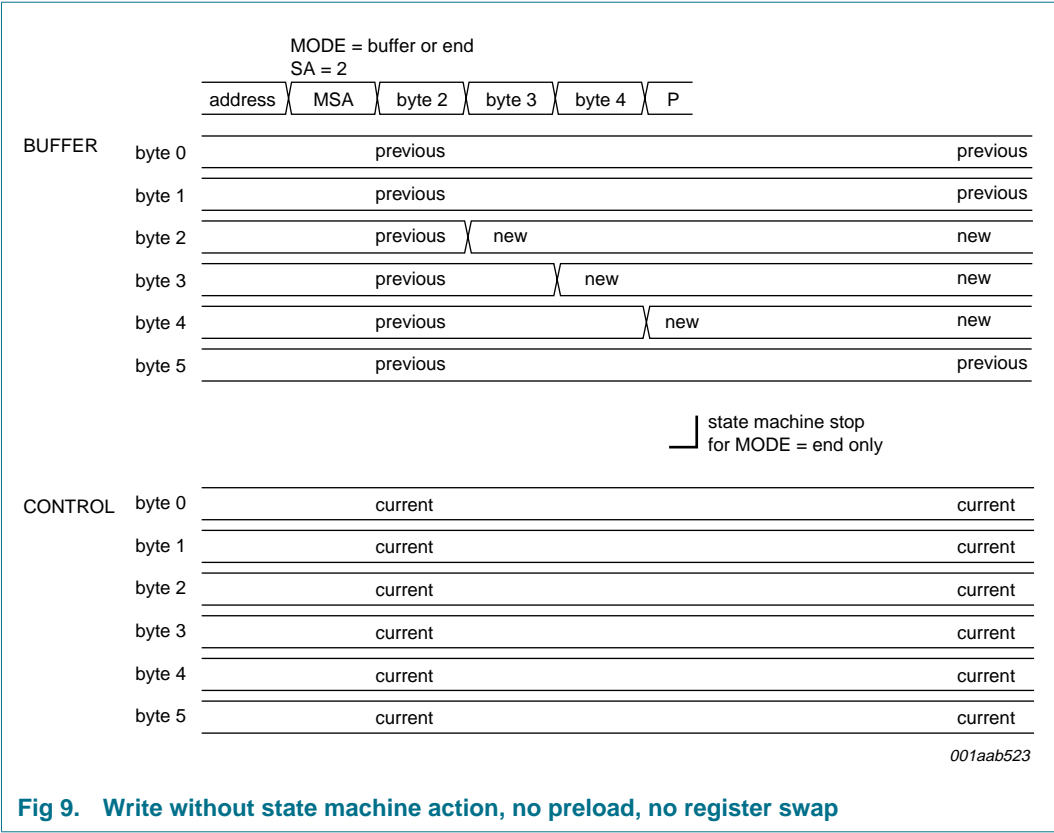 MODE = buffer or end
SA = 2
address MSA byte 2 byte 3 byte 4 P
BUFFER byte 0 previous previous
byte 1 previous previous
byte 2 previous new new
byte 3 previous new new
byte 4 previous new new
byte 5 previous previous
state machine stop
for MODE = end only
CONTROL byte 0 current current
byte 1 current current
byte 2 current current
byte 3 current current
byte 4 current current
byte 5 current current
001aab523
Fig 9. Write without state machine action, no preload, no register swap